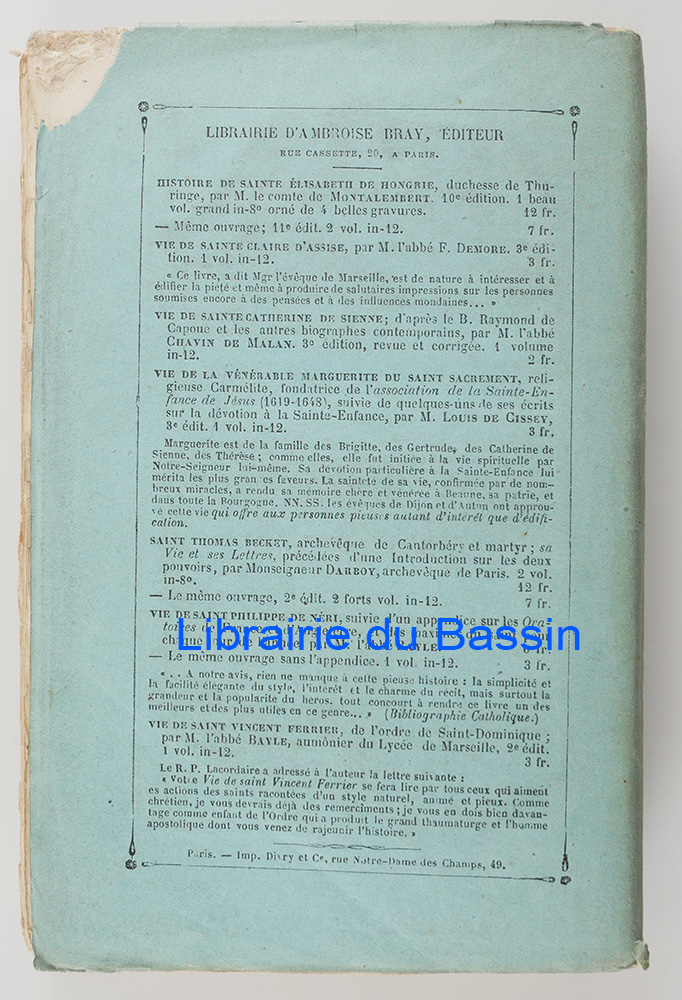 LIBRAIRIE D'AMBROISE BRAY, ÉDITEUR
RUE CASSETTE, 20, A PARIS.
HISTOIRE DE SAINTE ÉLISABETH DE HONGRIE, duchesse de Thu-
ringe, par M. le comte de MONTALEMBERT. 10e édition. 1 beau
vol. grand in-8o orné de 4 belles gravures. 12 fr.
— Même ouvrage; 11e édit. 2 vol. in-12. 7 fr.
VIE DE SAINTE CLAIRE D'ASSISE, par M. l'abbé F. DEMORE. 3e édi-
tion. 1 vol. in-12. 3 fr.
« Ce livre, a dit Mgr l'évêque de Marseille, est de nature à intéresser et à
édifier la piété et même à produire de salutaires impressions sur les personnes
soumises encore à des pensées et à des influences mondaines... »
VIE DE SAINTE CATHERINE DE SIENNE; d'après le B. Raymond de
Capoue et les autres biographes contemporains, par M. l'abbé
CHAVIN DE MALAN. 3e édition, revue et corrigée. 1 volume
in-12. 2 fr.
VIE DE LA VÉNÉRABLE MARGUERITE DU SAINT SACREMENT, reli-
gieuse Carmélite, fondatrice de l'association de la Sainte-En-
fance de Jésus (1619-1648), suivie de quelques-uns de ses écrits
sur la dévotion à la Sainte-Enfance, par M. LOUIS DE CISSEY,
3e édit. 1 vol. in-12. 3 fr.
Marguerite est de la famille des Brigitte, des Gertrude, des Catherine de
Sienne, des Thérèse; comme elles, elle fut initiée à la vie spirituelle par
Notre-Seigneur lui-même. Sa dévotion particulière à la Sainte-Enfance lui
mérita les plus grandes faveurs. La sainteté de sa vie, confirmée par de nom-
breux miracles, a rendu sa mémoire chère et vénérée à Beaune, sa patrie, et
dans toute la Bourgogne. NN. SS. les évêques de Dijon et d'Autun ont approu-
vé cette vie qui offre aux personnes pieuses autant d'intérêt que d'édifi-
cation.
SAINT THOMAS BECKET, archevêque de Cantorbéry et martyr; sa
Vie et ses Lettres, précédées d'une Introduction sur les deux
pouvoirs, par Monseigneur DARBOY, archevêque de Paris. 2 vol.
in-8o. 12 fr.
— Le même ouvrage, 2e édit. 2 forts vol. in-12. 7 fr.
VIE DE SAINT PHILIPPE DE NÉRI, suivie d'un appendice sur les Ora-
toires de
Librairie du Bassin
— Le même ouvrage sans l'appendice. 1 vol. in-12. 3 fr.
« .. A notre avis, rien ne manque à cette pieuse histoire : la simplicité et
la facilité élégante du style, l'intérêt et le charme du récit, mais surtout la
grandeur et la popularité du héros, tout concourt à rendre ce livre un des
meilleurs et des plus utiles en ce genre... » (Bibliographie Catholique.)
VIE DE SAINT VINCENT FERRIER, de l'ordre de Saint-Dominique;
par M. l'abbé BAYLE, aumônier du Lycée de Marseille, 2e édit.
1 vol. in-12. 3 fr.
Le R. P. Lacordaire a adressé à l'auteur la lettre suivante :
« Votre Vie de saint Vincent Ferrier se fera lire par tous ceux qui aiment
es actions des saints racontées d'un style naturel, animé et pieux. Comme
chrétien, je vous devrais déjà des remerciments; je vous en dois bien davan-
tage comme enfant de l'Ordre qui a produit le grand thaumaturge et l'homme
apostolique dont vous venez de rajeunir l'histoire. »
Paris. — Imp. Divry et Ce, rue Notre-Dame des Champs, 49.